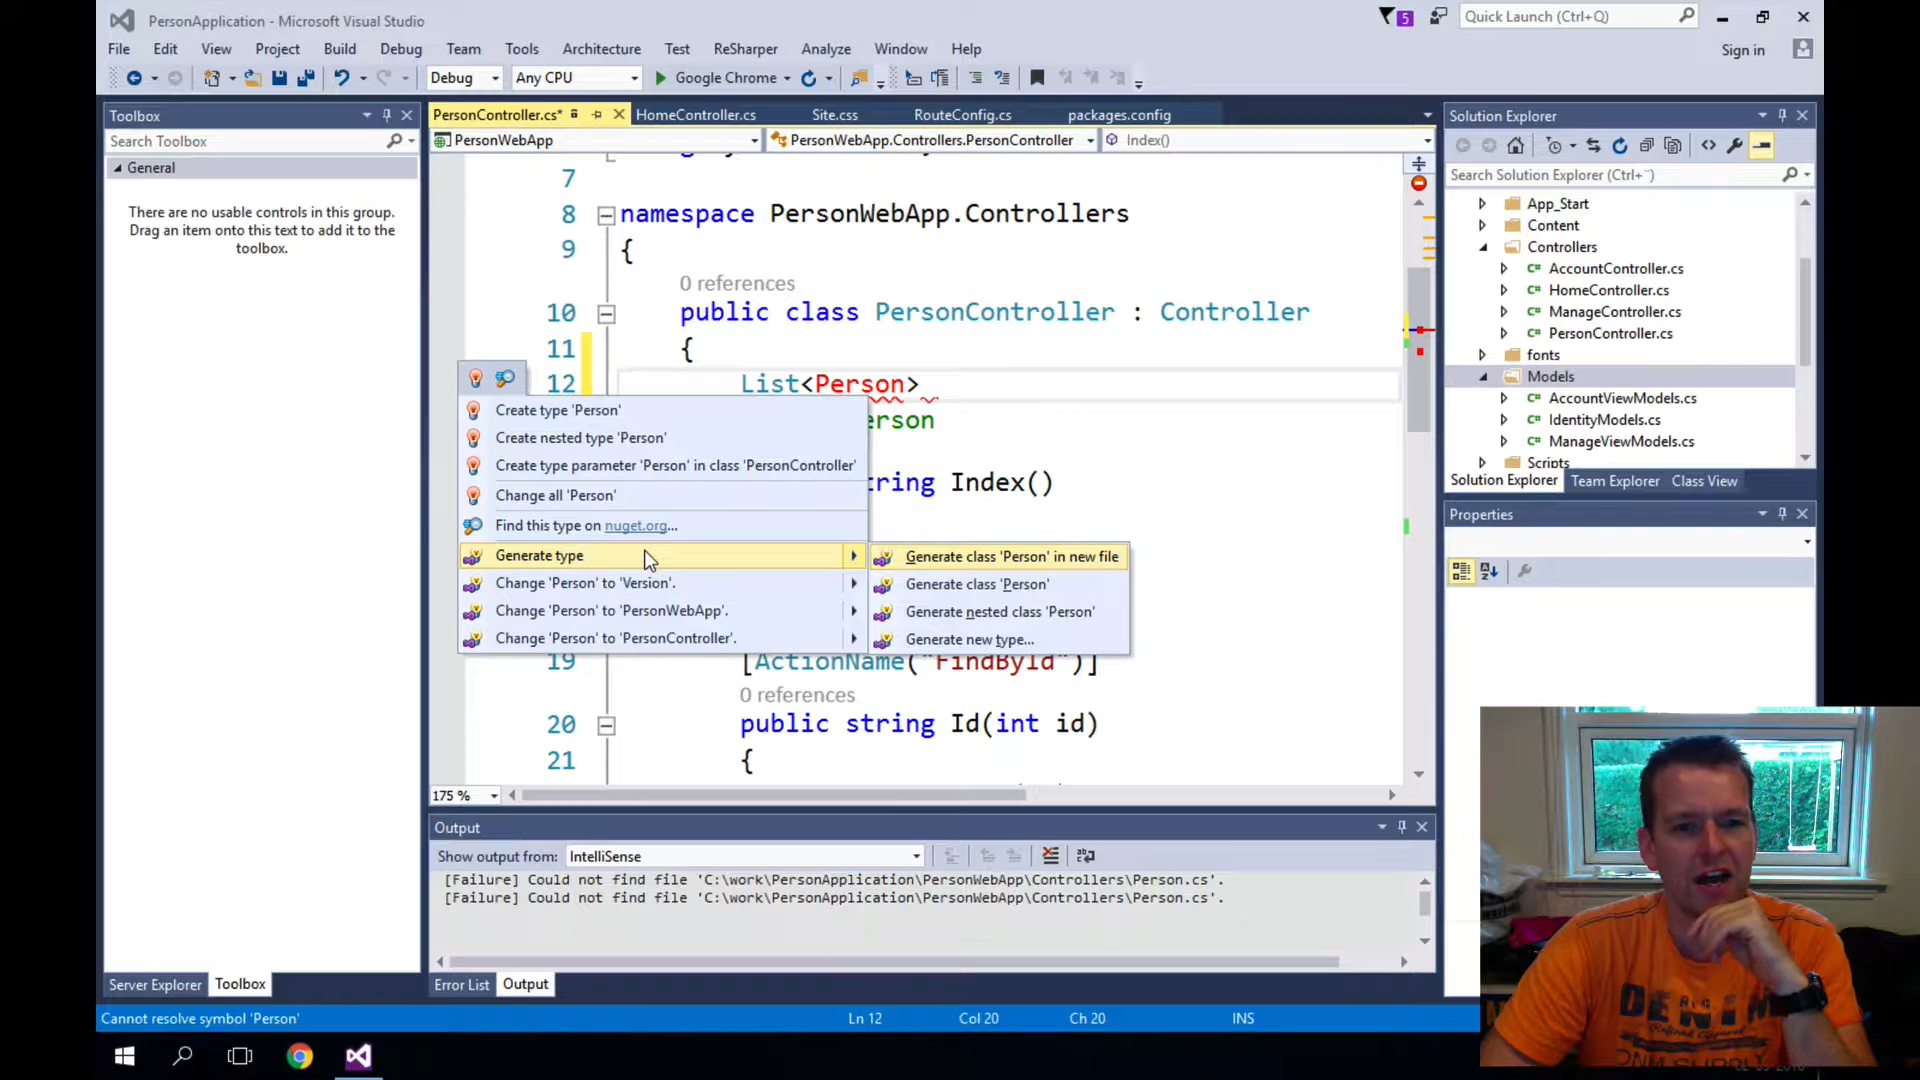 PersonApplication - Microsoft Visual Studio
5
Quick Launch (Ctrl+Q)
File Edit View Project Build Debug Team Tools Architecture Test ReSharper Analyze Window Help
Sign in
Debug Any CPU Google Chrome
Toolbox
Search Toolbox
General
There are no usable controls in this group.
Drag an item onto this text to add it to the
toolbox.
Server Explorer Toolbox
PersonController.cs* HomeController.cs Site.css RouteConfig.cs packages.config
PersonWebApp PersonWebApp.Controllers.PersonController Index()
7
8 namespace PersonWebApp.Controllers
9 {
0 references
10 public class PersonController : Controller
11 {
12 List<Person>
erson
ring Index()
Create type 'Person'
Create nested type 'Person'
Create type parameter 'Person' in class 'PersonController'
Change all 'Person'
Find this type on nuget.org...
Generate type
Change 'Person' to 'Version'.
Change 'Person' to 'PersonWebApp'.
Change 'Person' to 'PersonController'.
Generate class 'Person' in new file
Generate class 'Person'
Generate nested class 'Person'
Generate new type...
19 [ActionName("FindById")]
0 references
20 public string Id(int id)
21 {
175 %
Output
Show output from: IntelliSense
[Failure] Could not find file 'C:\work\PersonApplication\PersonWebApp\Controllers\Person.cs'.
[Failure] Could not find file 'C:\work\PersonApplication\PersonWebApp\Controllers\Person.cs'.
Error List Output
Solution Explorer
Search Solution Explorer (Ctrl+¨)
App_Start
Content
Controllers
C# AccountController.cs
C# HomeController.cs
C# ManageController.cs
C# PersonController.cs
fonts
Models
C# AccountViewModels.cs
C# IdentityModels.cs
C# ManageViewModels.cs
Scripts
Solution Explorer Team Explorer Class View
Properties
Cannot resolve symbol 'Person' Ln 12 Col 20 Ch 20 INS
DENIM